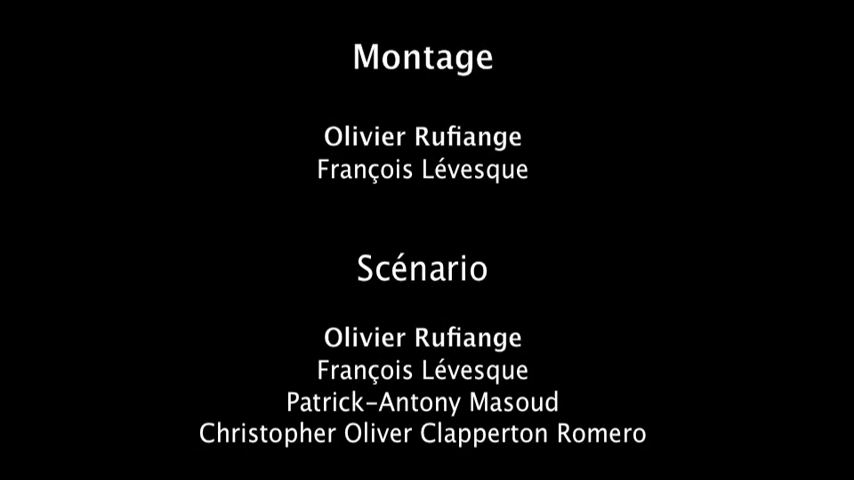 Montage
Olivier Rufiange
François Lévesque
Scénario
Olivier Rufiange
François Lévesque
Patrick-Antony Masoud
Christopher Oliver Clapperton Romero